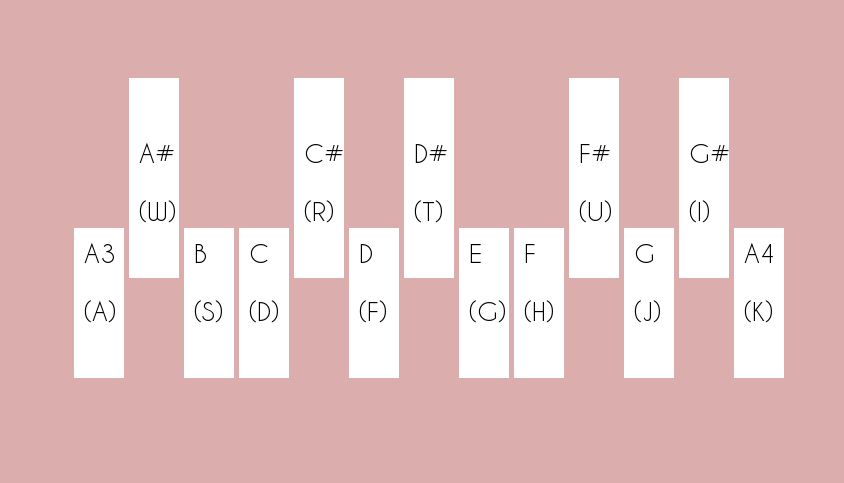 A# C# D# F# G#
(W) (R) (T) (U) (I)
A3 B C D E F G A4
(A) (S) (D) (F) (G) (H) (J) (K)